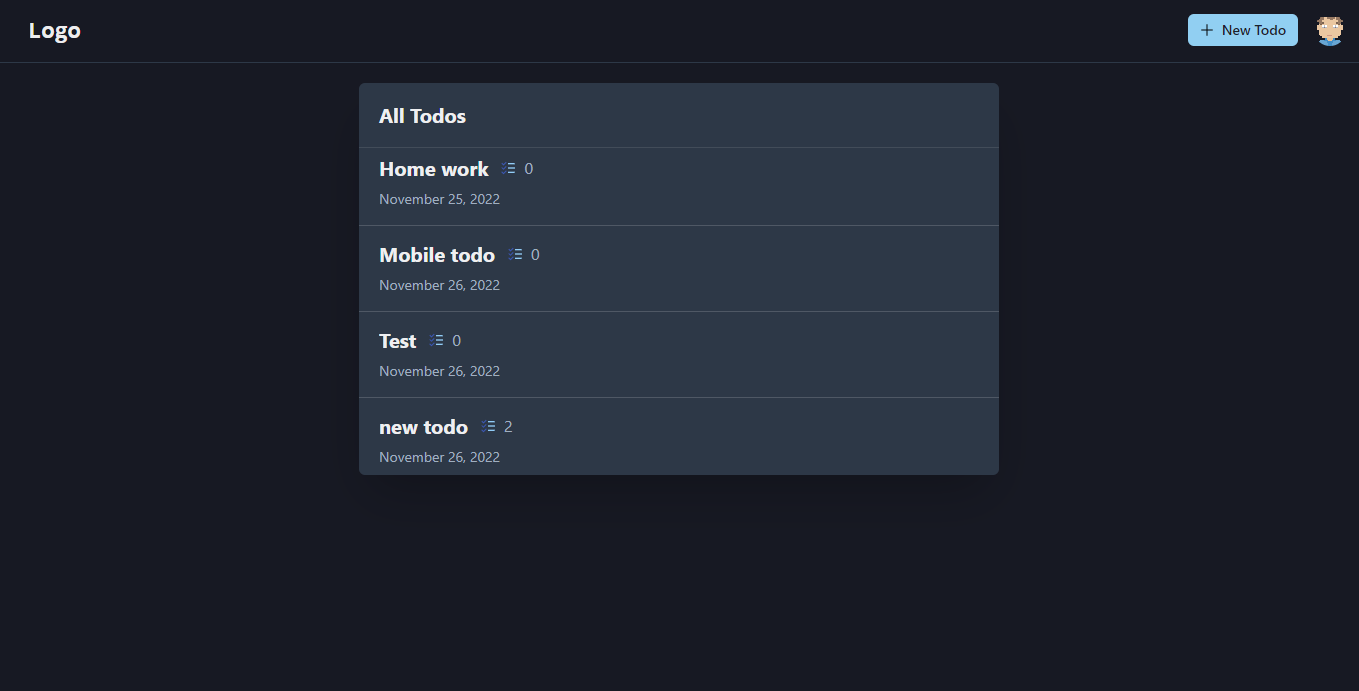 Logo
New Todo
All Todos
Home work 0
November 25, 2022
Mobile todo 0
November 26, 2022
Test 0
November 26, 2022
new todo 2
November 26, 2022